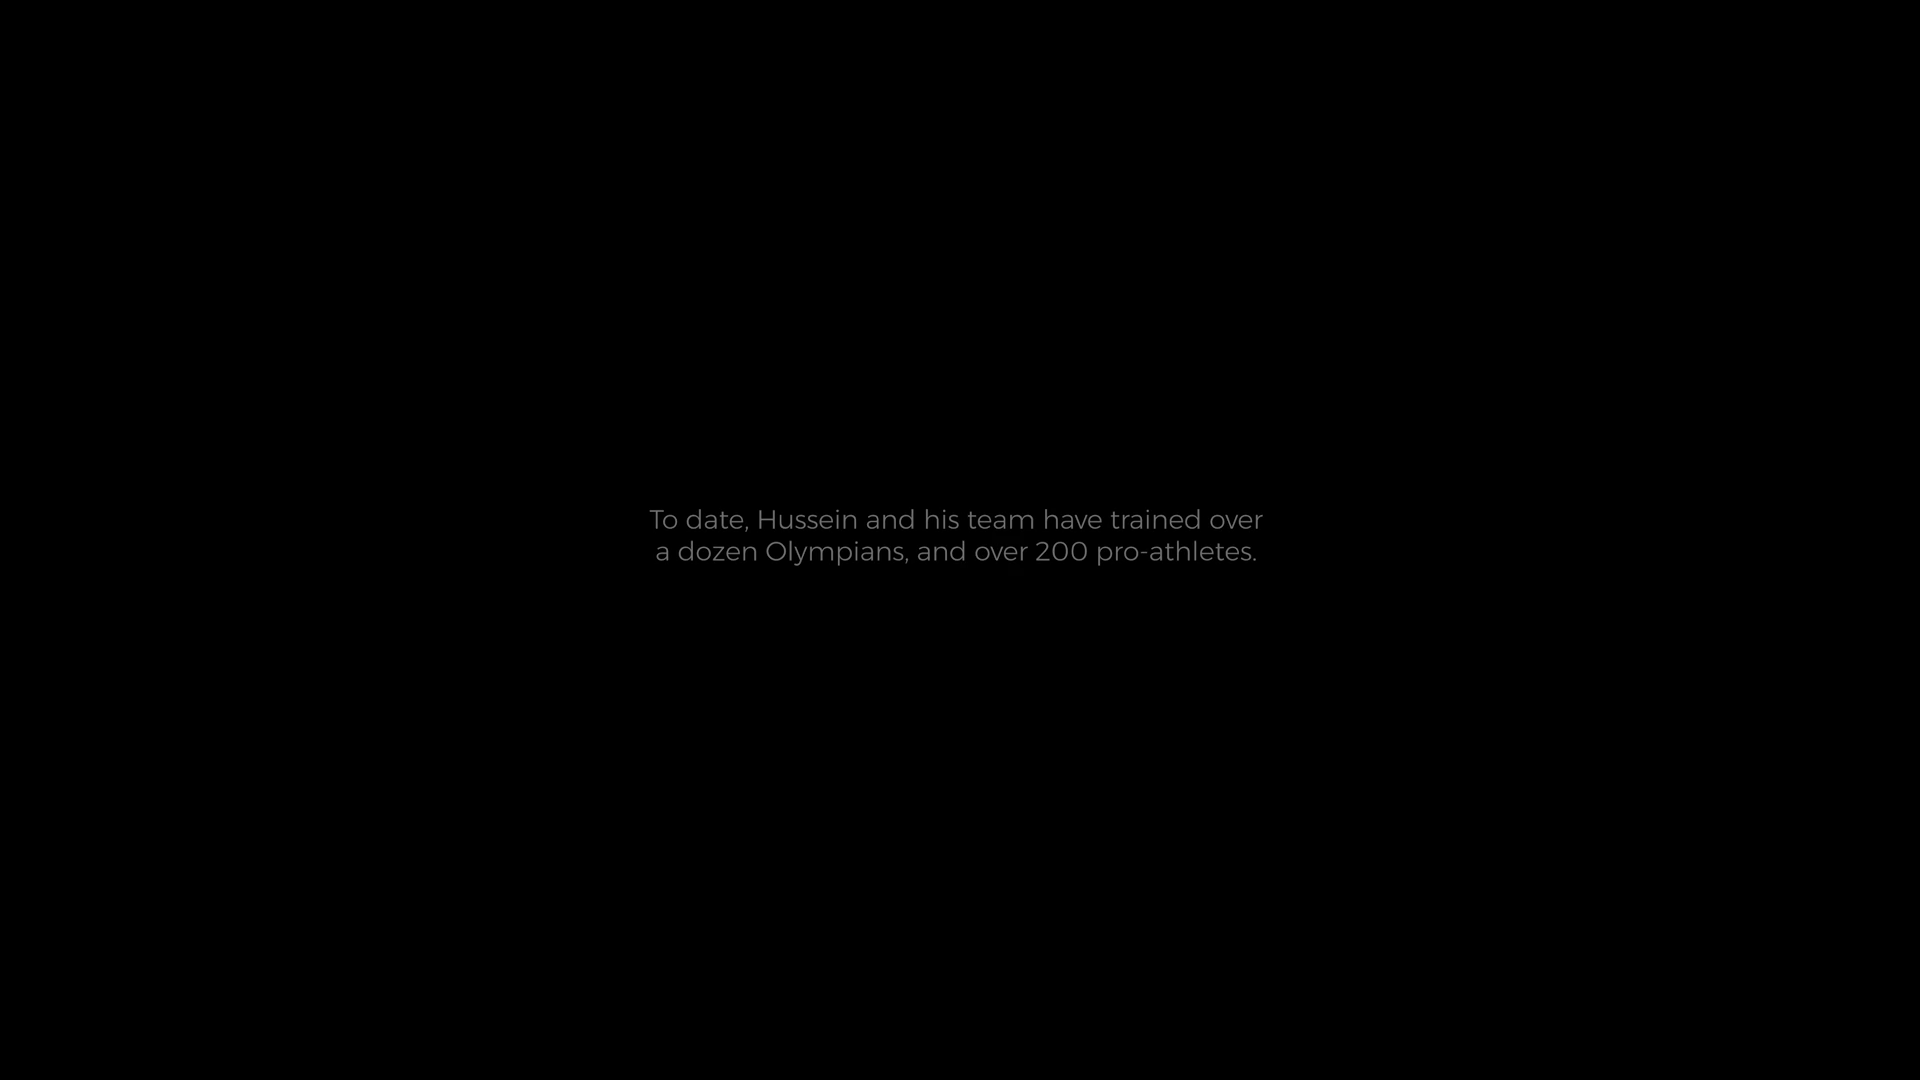 To date, Hussein and his team have trained over
a dozen Olympians, and over 200 pro-athletes.